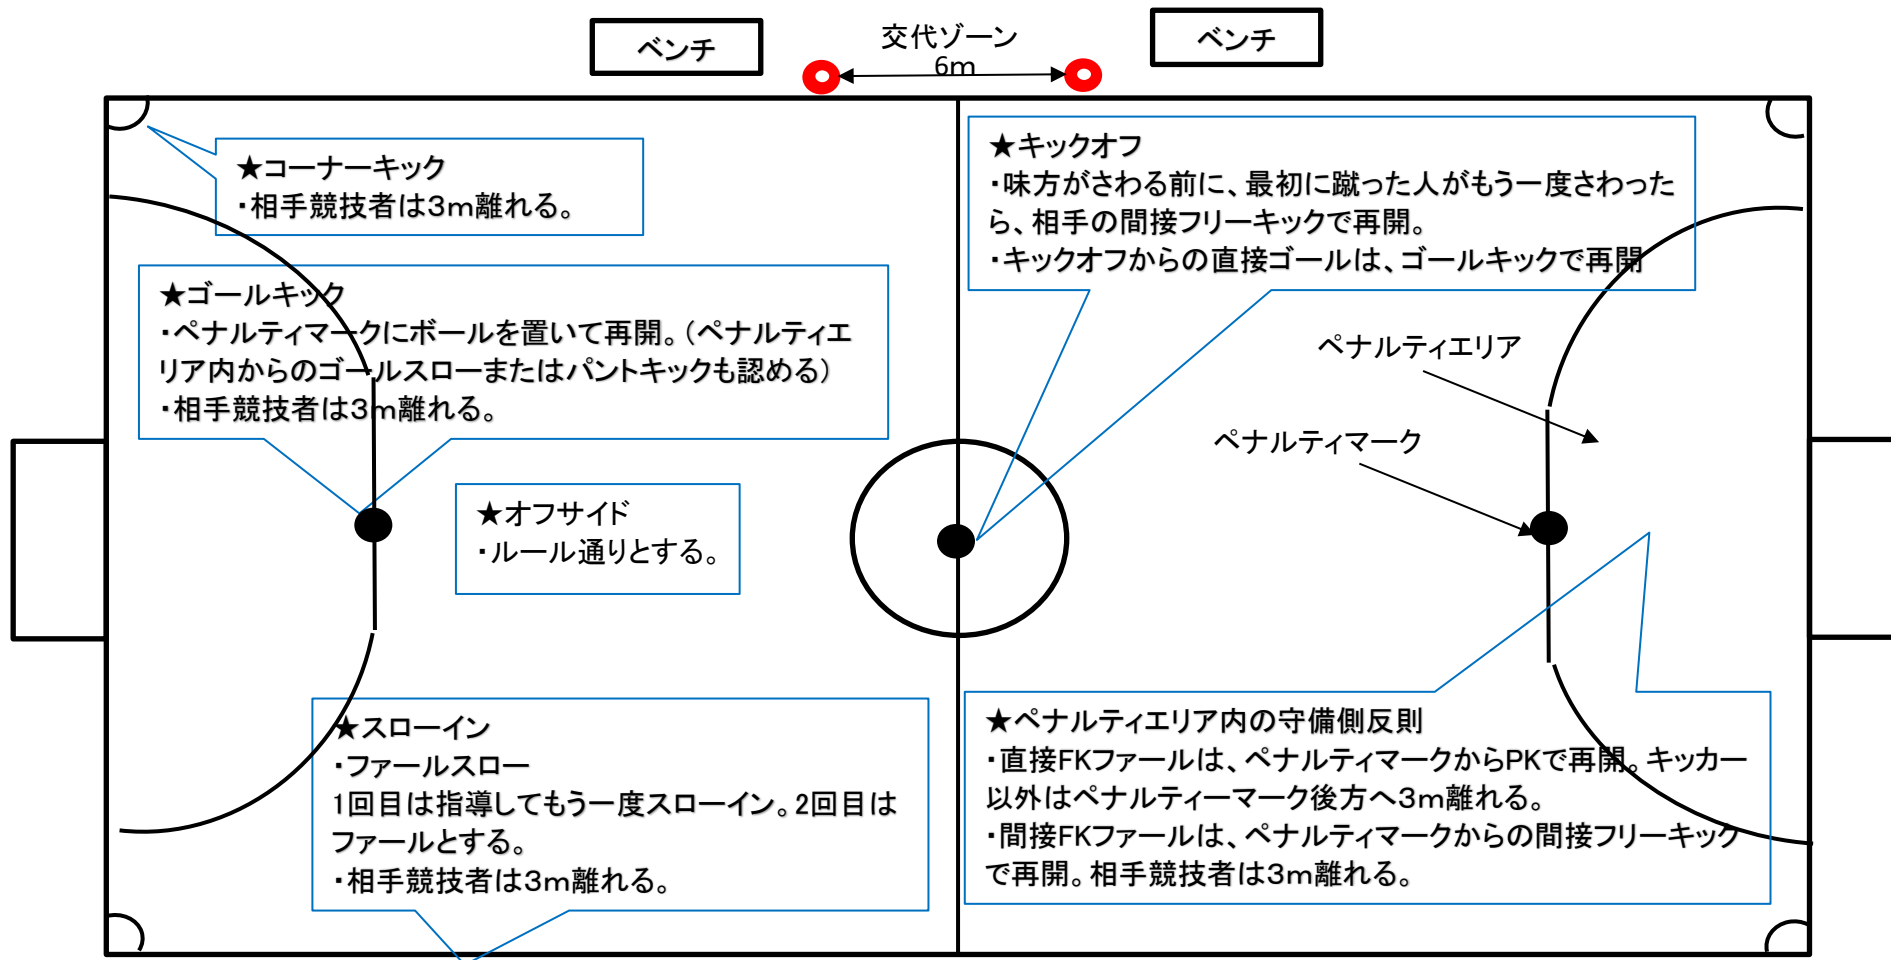 ベンチ
交代ゾーン
6m
ベンチ
★コーナーキック
・相手競技者は3m離れる。
★キックオフ
・味方がさわる前に、最初に蹴った人がもう一度さわった
ら、相手の間接フリーキックで再開。
・キックオフからの直接ゴールは、ゴールキックで再開
★ゴールキック
・ペナルティマークにボールを置いて再開。（ペナルティエ
リア内からのゴールスローまたはパントキックも認める）
・相手競技者は3m離れる。
ペナルティエリア
ペナルティマーク
★オフサイド
・ルール通りとする。
★スローイン
・ファールスロー
1回目は指導してもう一度スローイン。2回目は
ファールとする。
・相手競技者は3m離れる。
★ペナルティエリア内の守備側反則
・直接FKファールは、ペナルティマークからPKで再開。キッカー
以外はペナルティーマーク後方へ3m離れる。
・間接FKファールは、ペナルティマークからの間接フリーキック
で再開。相手競技者は3m離れる。